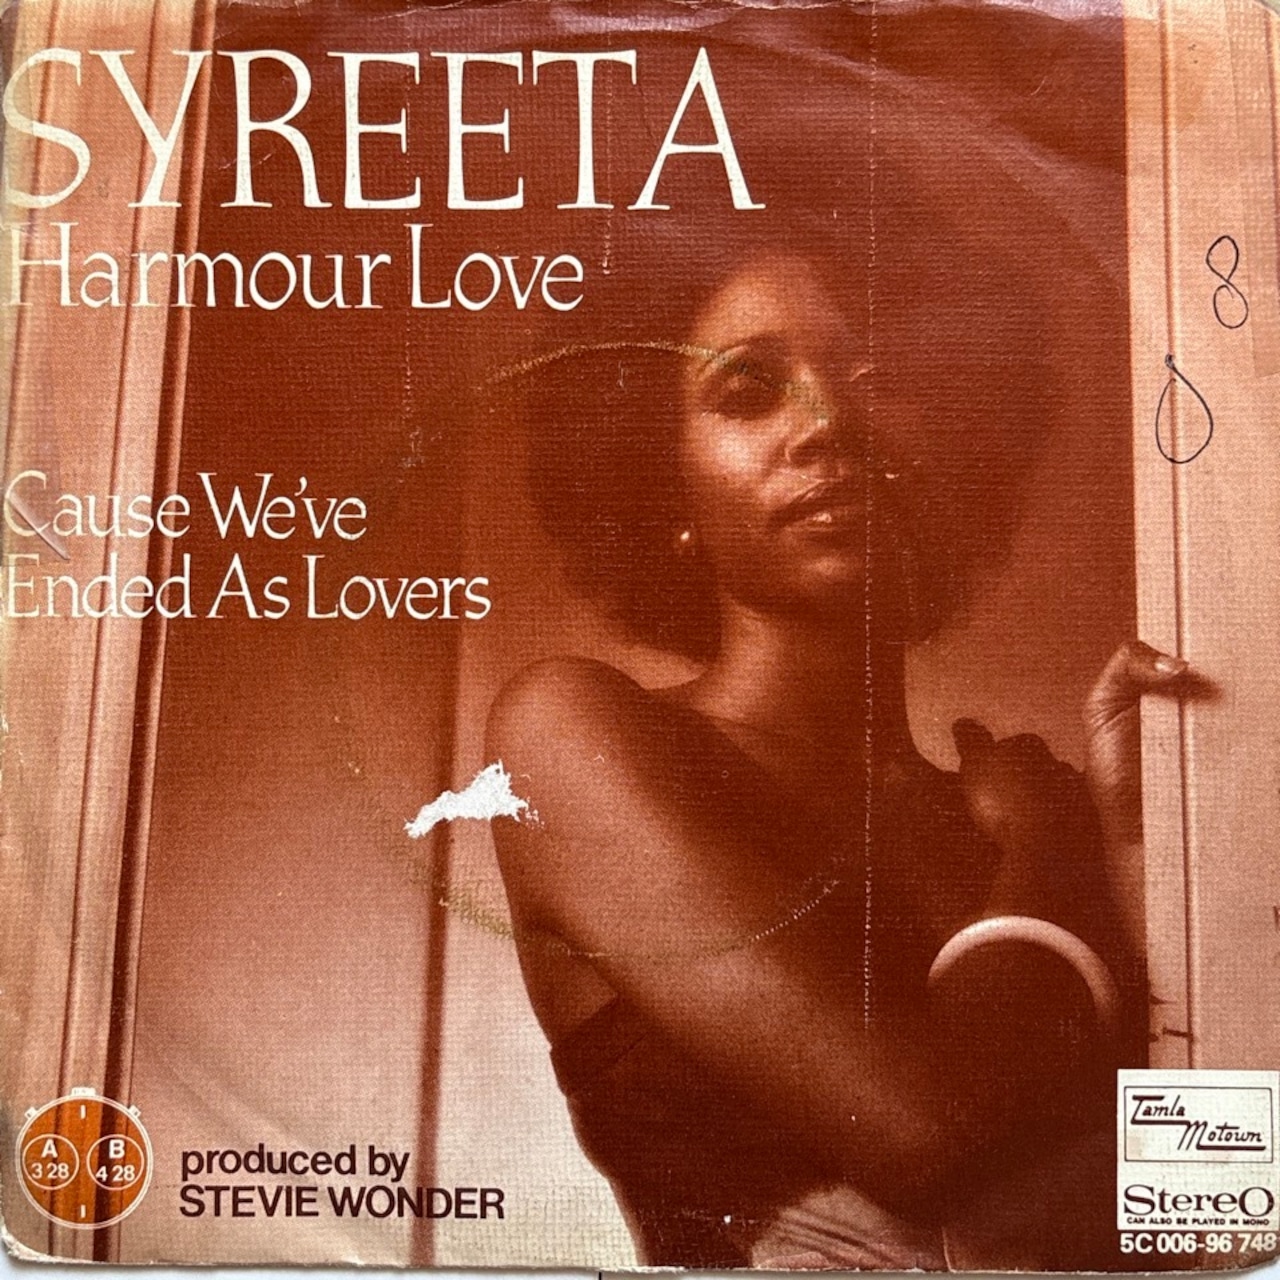 SYREETA
Harmour Love
Cause We've
Ended As Lovers
A
3 28
B
4 28
produced by
STEVIE WONDER
8
0
Tamla
Motown
Stereo
CAN ALSO BE PLAYED IN MONO
5C 006-96 748